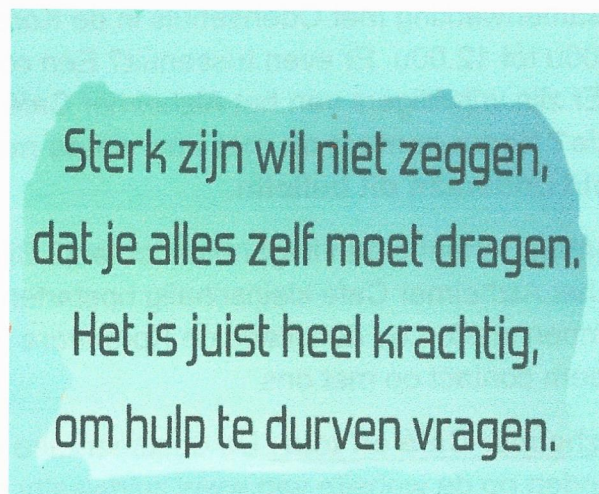 Sterk zijn wil niet zeggen,
dat je alles zelf moet dragen.
Het is juist heel krachtig,
om hulp te durven vragen.